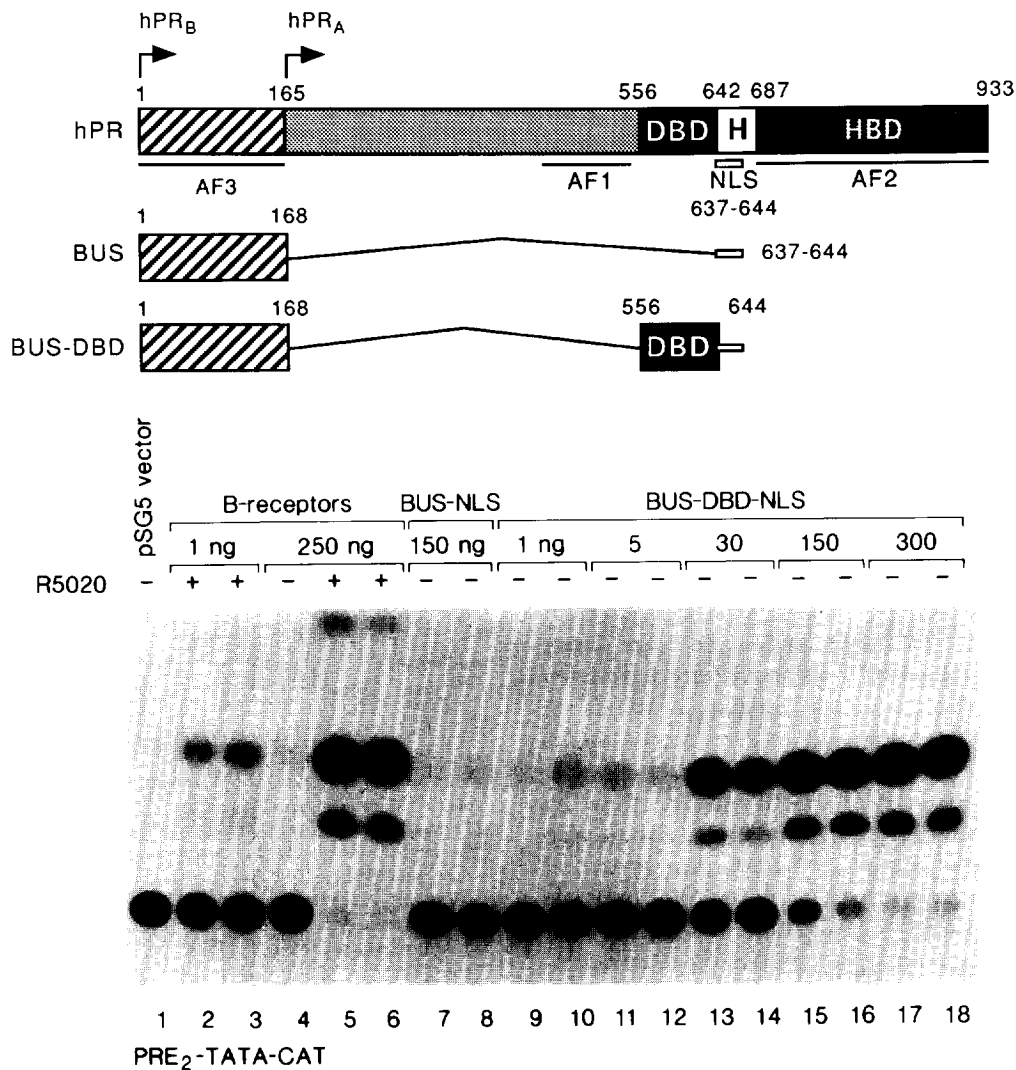 hPRB hPRA
1 165 556 642 687 933
hPR DBD H HBD
AF3 AF1 NLS AF2
637-644
1 168
BUS 637-644
1 168 556 644
BUS-DBD DBD
pSG5 vector
B-receptors BUS-NLS BUS-DBD-NLS
1 ng 250 ng 150 ng 1 ng 5 30 150 300
R5020 - + + - + + - - - - - - - - - - - -
1 2 3 4 5 6 7 8 9 10 11 12 13 14 15 16 17 18
PRE2-TATA-CAT